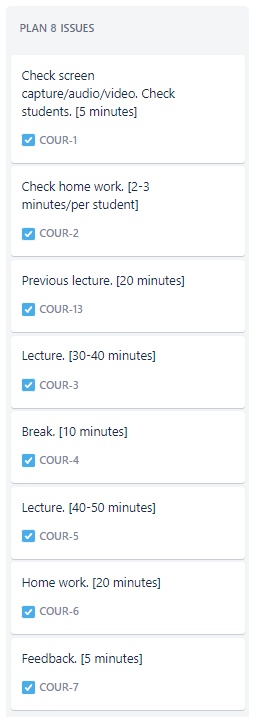 PLAN 8 ISSUES
Check screen
capture/audio/video. Check
students. [5 minutes]
COUR-1
Check home work. [2-3
minutes/per student]
COUR-2
Previous lecture. [20 minutes]
COUR-13
Lecture. [30-40 minutes]
COUR-3
Break. [10 minutes]
COUR-4
Lecture. [40-50 minutes]
COUR-5
Home work. [20 minutes]
COUR-6
Feedback. [5 minutes]
COUR-7